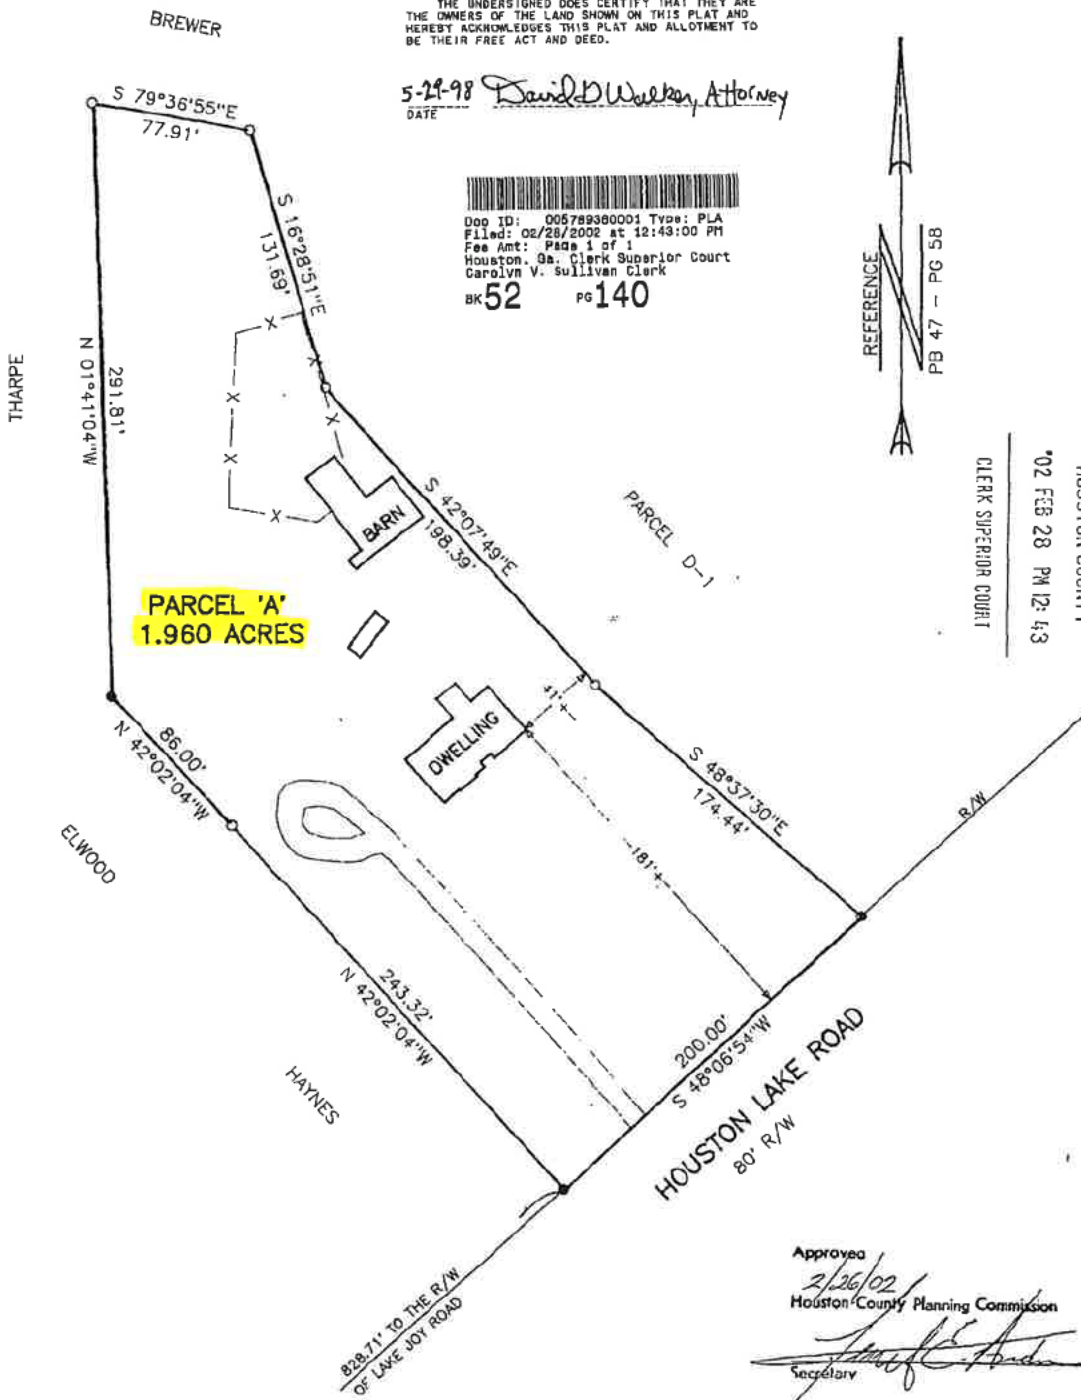 THE UNDERSIGNED DOES CERTIFY THAT THEY ARE
THE OWNERS OF THE LAND SHOWN ON THIS PLAT AND
HEREBY ACKNOWLEDGES THIS PLAT AND ALLOTMENT TO
BE THEIR FREE ACT AND DEED.
5-29-98 David D Walker, Attorney
DATE
Doc ID: 005789380001 Type: PLA
Filed: 02/28/2002 at 12:43:00 PM
Fee Amt: Page 1 of 1
Houston, Ga. Clerk Superior Court
Carolyn V. Sullivan Clerk
BK 52 PG 140
BREWER
S 79°36'55"E
77.91'
S 16°28'51"E
131.69'
REFERENCE
PB 47 - PG 58
HOUSTON COUNTY
'02 FEB 28 PM 12: 43
CLERK SUPERIOR COURT
THARPE
291.81'
N 01°41'04"W
X
X
X
X
X
X
BARN
S 42°07'49"E
198.39'
PARCEL D-1
PARCEL 'A'
1.960 ACRES
DWELLING
41'±
S 48°37'30"E
174.44'
R/W
86.00'
N 42°02'04"W
ELWOOD
181'±
243.32'
N 42°02'04"W
HAYNES
200.00'
S 48°06'54"W
HOUSTON LAKE ROAD
80' R/W
828.71' TO THE R/W
OF LAKE JOY ROAD
Approved
2/26/02
Houston County Planning Commission
Secretary